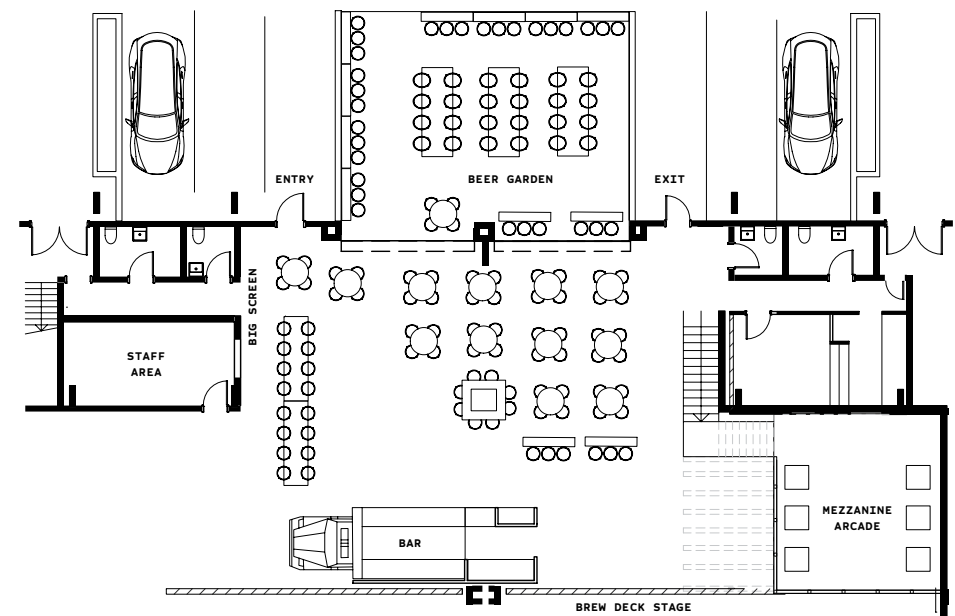 ENTRY
BEER GARDEN
EXIT
BIG SCREEN
STAFF
AREA
MEZZANINE
ARCADE
BAR
BREW DECK STAGE